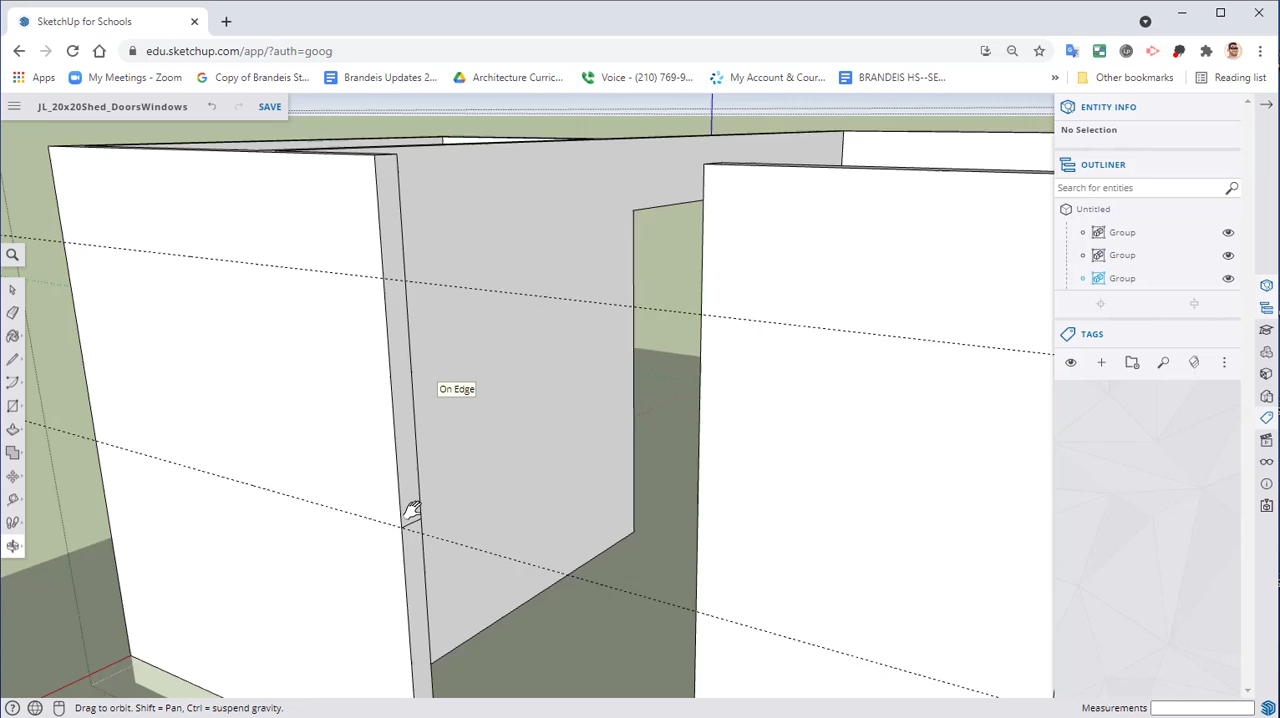 SketchUp for Schools
edu.sketchup.com/app/?auth=goog
Apps
My Meetings - Zoom
Copy of Brandeis St...
Brandeis Updates 2...
Architecture Curric...
Voice - (210) 769-9...
My Account & Cour...
BRANDEIS HS--SE...
»
Other bookmarks
Reading list
JL_20x20Shed_DoorsWindows
SAVE
ENTITY INFO
No Selection
OUTLINER
Search for entities
Untitled
Group
Group
Group
TAGS
On Edge
Drag to orbit. Shift = Pan, Ctrl = suspend gravity.
Measurements